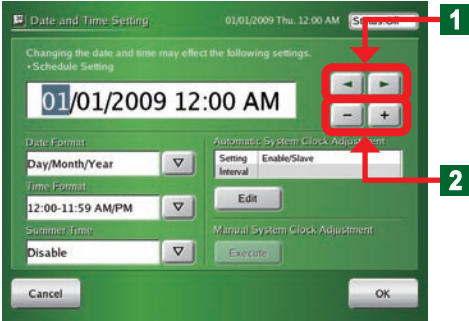 Date and Time Setting 01/01/2009 Thu. 12:00 AM Status:Off
1
Changing the date and time may effect the following settings.
•Schedule Setting
01/01/2009 12:00 AM
- +
2
Date Format
Day/Month/Year
Time Format
12:00-11:59 AM/PM
Summer Time
Disable
Automatic System Clock Adjustment
Setting Enable/Slave
Interval
Edit
Manual System Clock Adjustment
Execute
Cancel OK